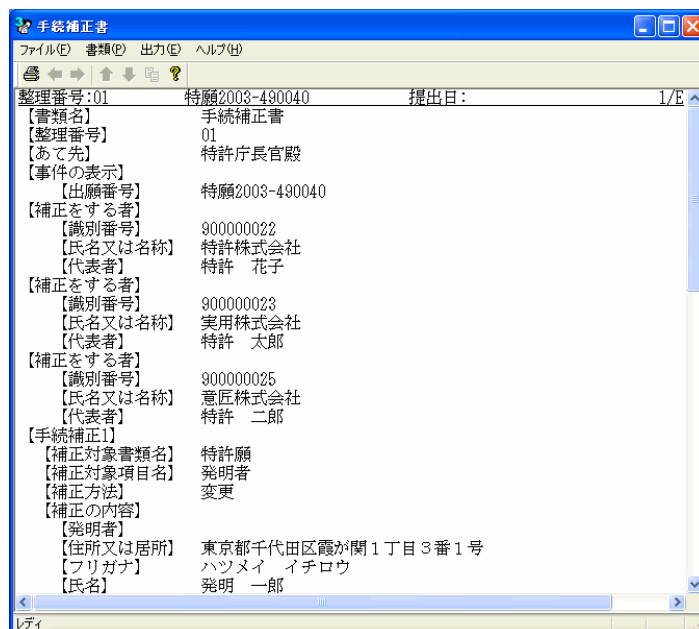 手続補正書
ファイル(F) 書類(P) 出力(E) ヘルプ(H)
整理番号:01 特願2003-490040 提出日: 1/E
【書類名】 手続補正書
【整理番号】 01
【あて先】 特許庁長官殿
【事件の表示】
【出願番号】 特願2003-490040
【補正をする者】
【識別番号】 900000022
【氏名又は名称】 特許株式会社
【代表者】 特許 花子
【補正をする者】
【識別番号】 900000023
【氏名又は名称】 実用株式会社
【代表者】 特許 太郎
【補正をする者】
【識別番号】 900000025
【氏名又は名称】 意匠株式会社
【代表者】 特許 二郎
【手続補正1】
【補正対象書類名】 特許願
【補正対象項目名】 発明者
【補正方法】 変更
【補正の内容】
【発明者】
【住所又は居所】 東京都千代田区霞が関1丁目3番1号
【フリガナ】 ハツメイ イチロウ
【氏名】 発明 一郎
レディ